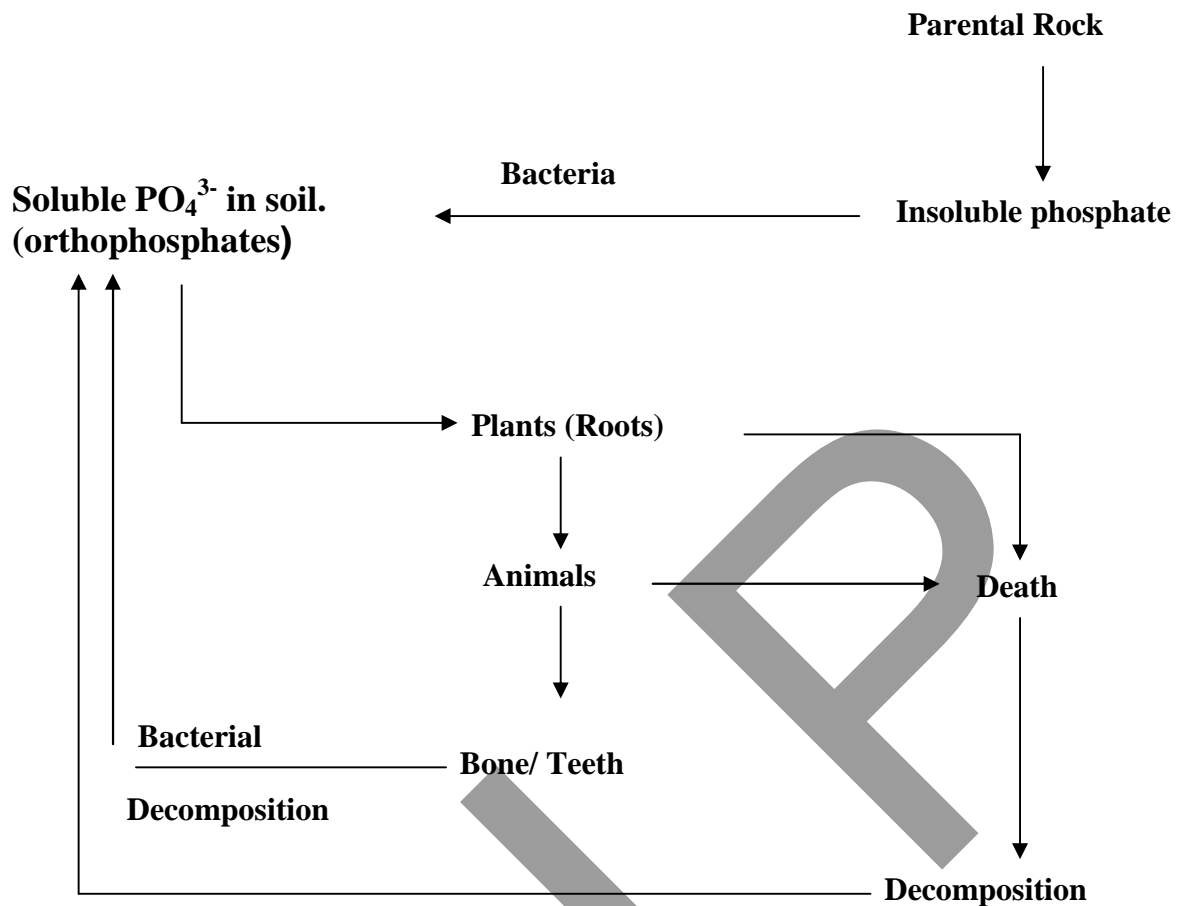 Parental Rock
Bacteria
Soluble PO₄³⁻ in soil.
(orthophosphates)
Insoluble phosphate
Plants (Roots)
Animals
Death
Bacterial
Bone/ Teeth
Decomposition
Decomposition